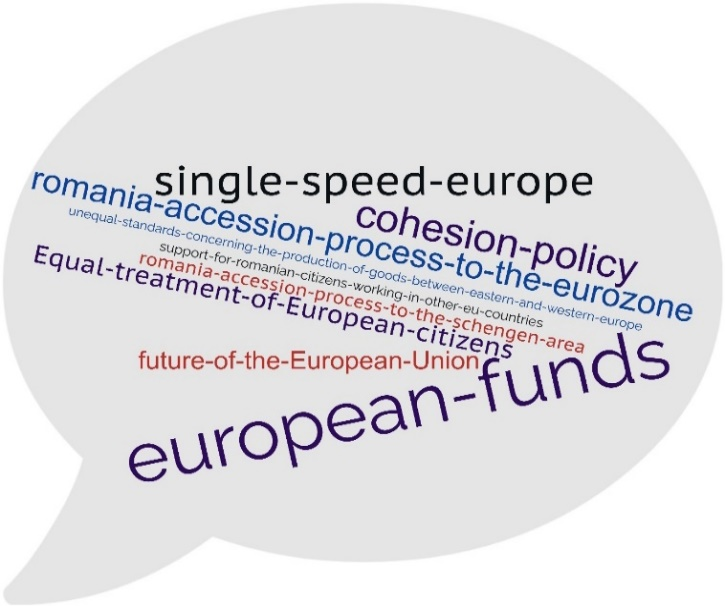 single-speed-europe
cohesion-policy
romania-accession-process-to-the-eurozone
unequal-standards-concerning-the-production-of-goods-between-eastern-and-western-europe
support-for-romanian-citizens-working-in-other-eu-countries
romania-accession-process-to-the-schengen-area
Equal-treatment-of-European-citizens
future-of-the-European-Union
european-funds